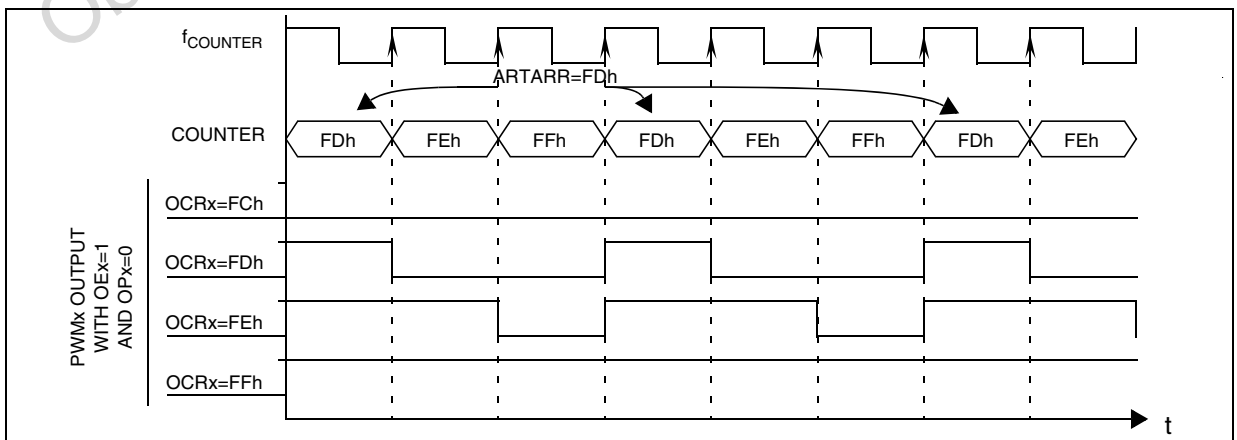 fCOUNTER
ARTARR=FDh
COUNTER
FDh FEh FFh FDh FEh FFh FDh FEh
PWMx OUTPUT
WITH OEx=1
AND OPx=0
OCRx=FCh
OCRx=FDh
OCRx=FEh
OCRx=FFh
t